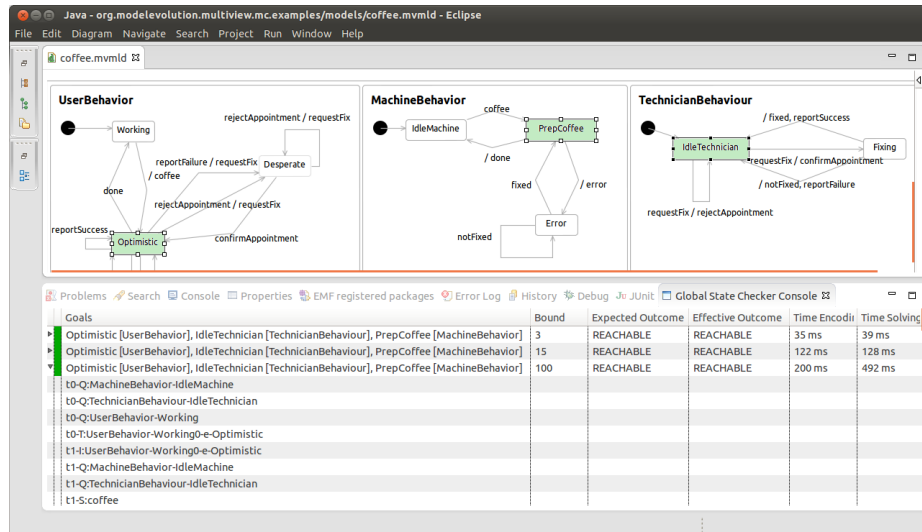 Java - org.modelevolution.multiview.mc.examples/models/coffee.mvmld - Eclipse
File Edit Diagram Navigate Search Project Run Window Help
coffee.mvmld
UserBehavior
Working
rejectAppointment / requestFix
reportFailure / requestFix
Desperate
/ coffee
done
rejectAppointment / requestFix
reportSuccess
Optimistic
confirmAppointment
MachineBehavior
coffee
IdleMachine
PrepCoffee
/ done
fixed
/ error
Error
notFixed
TechnicianBehaviour
/ fixed, reportSuccess
IdleTechnician
Fixing
requestFix / confirmAppointment
/ notFixed, reportFailure
requestFix / rejectAppointment
Problems Search Console Properties EMF registered packages Error Log History Debug JUnit Global State Checker Console
Goals Bound Expected Outcome Effective Outcome Time Encodin Time Solving
Optimistic [UserBehavior], IdleTechnician [TechnicianBehaviour], PrepCoffee [MachineBehavior] 3 REACHABLE REACHABLE 35 ms 39 ms
Optimistic [UserBehavior], IdleTechnician [TechnicianBehaviour], PrepCoffee [MachineBehavior] 15 REACHABLE REACHABLE 122 ms 128 ms
Optimistic [UserBehavior], IdleTechnician [TechnicianBehaviour], PrepCoffee [MachineBehavior] 100 REACHABLE REACHABLE 200 ms 492 ms
t0-Q:MachineBehavior-IdleMachine
t0-Q:TechnicianBehaviour-IdleTechnician
t0-Q:UserBehavior-Working
t0-T:UserBehavior-Working0-e-Optimistic
t1-I:UserBehavior-Working0-e-Optimistic
t1-Q:MachineBehavior-IdleMachine
t1-Q:TechnicianBehaviour-IdleTechnician
t1-S:coffee